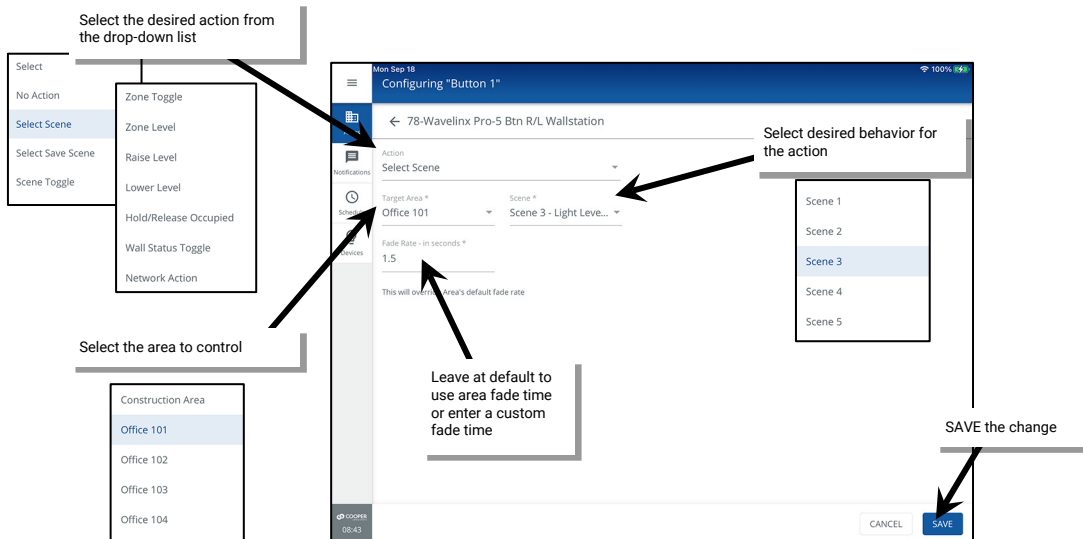 Select the desired action from
the drop-down list
Select
No Action
Select Scene
Select Save Scene
Scene Toggle
Zone Toggle
Zone Level
Raise Level
Lower Level
Hold/Release Occupied
Wall Status Toggle
Network Action
Mon Sep 18
100%
Configuring "Button 1"
78-Wavelinx Pro-5 Btn R/L Wallstation
Notifications
Devices
Action
Select Scene
Target Area *
Office 101
Scene *
Scene 3 - Light Leve...
Fade Rate - in seconds *
1.5
This will override Area's default fade rate
Select desired behavior for
the action
Scene 1
Scene 2
Scene 3
Scene 4
Scene 5
Select the area to control
Construction Area
Office 101
Office 102
Office 103
Office 104
Leave at default to
use area fade time
or enter a custom
fade time
SAVE the change
COOPER
08:43
CANCEL
SAVE